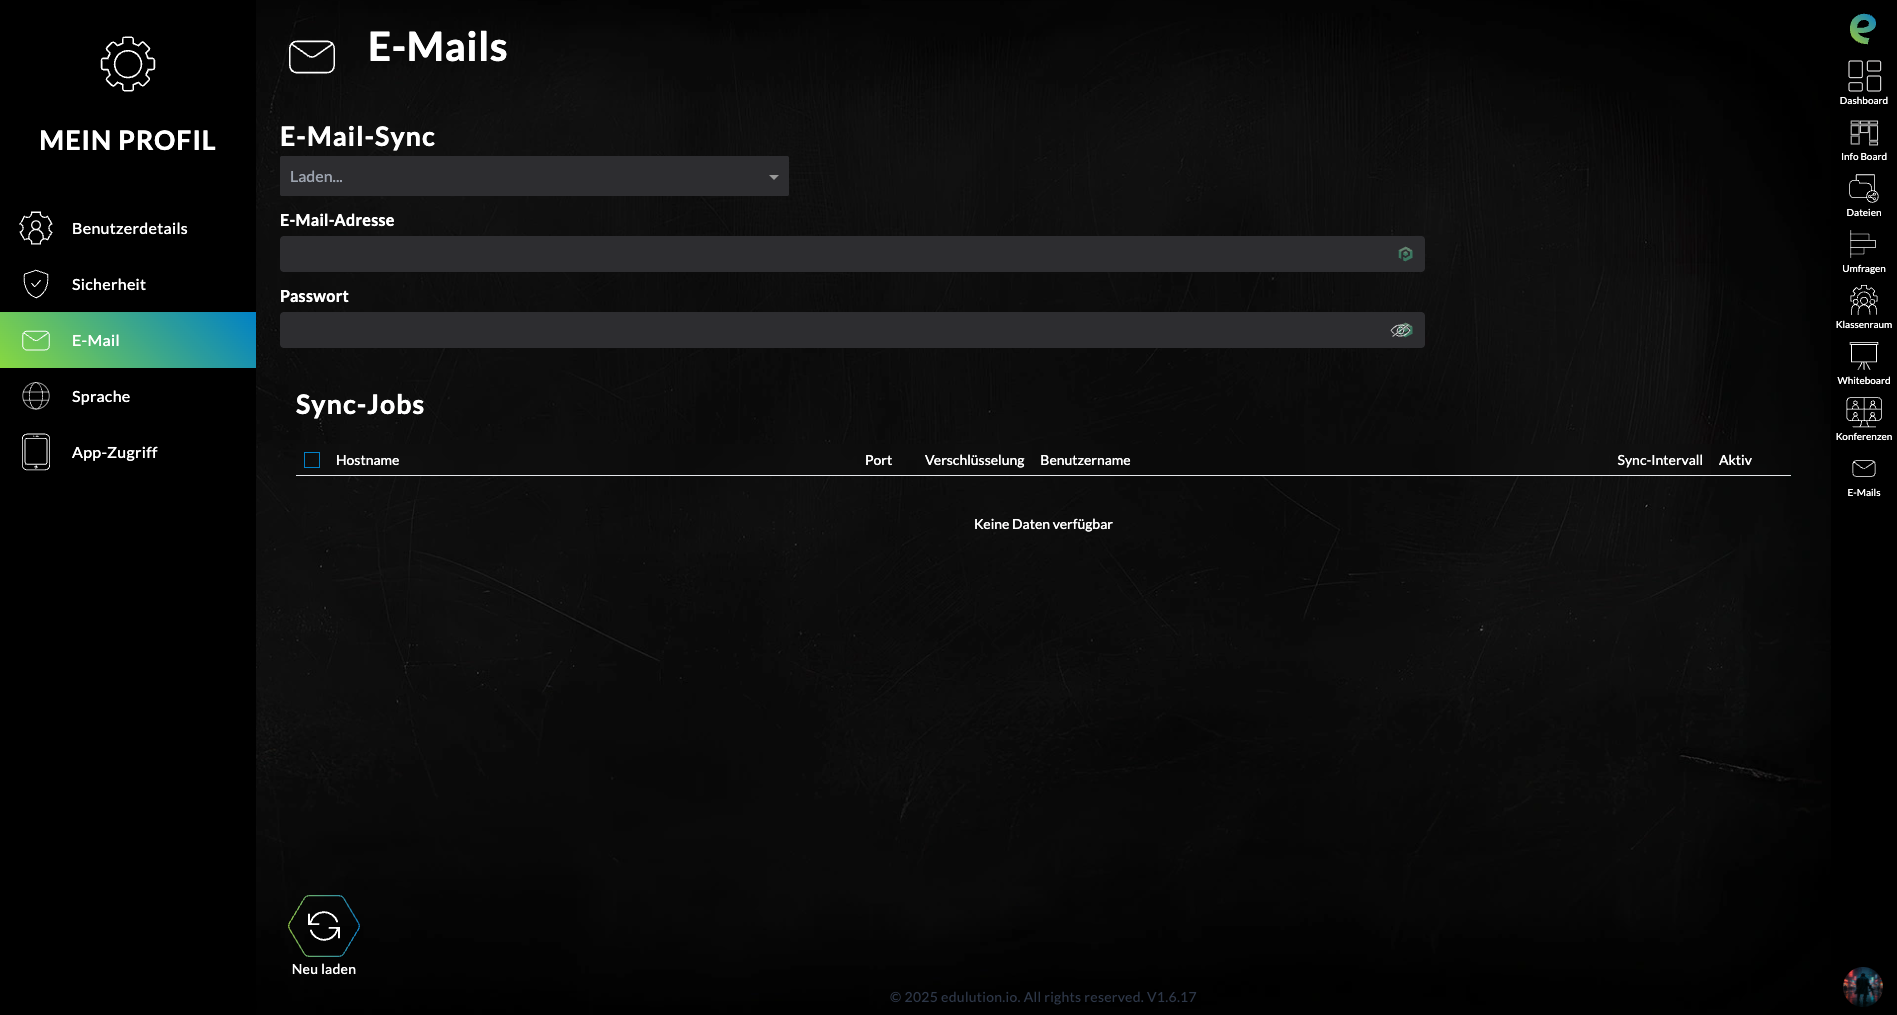 MEIN PROFIL
Benutzerdetails
Sicherheit
E-Mail
Sprache
App-Zugriff
E-Mails
E-Mail-Sync
Laden...
E-Mail-Adresse
Passwort
Sync-Jobs
Hostname Port Verschlüsselung Benutzername Sync-Intervall Aktiv
Keine Daten verfügbar
Neu laden
© 2025 edulution.io. All rights reserved. V1.6.17
Dashboard
Info Board
Dateien
Umfragen
Klassenraum
Whiteboard
Konferenzen
E-Mails